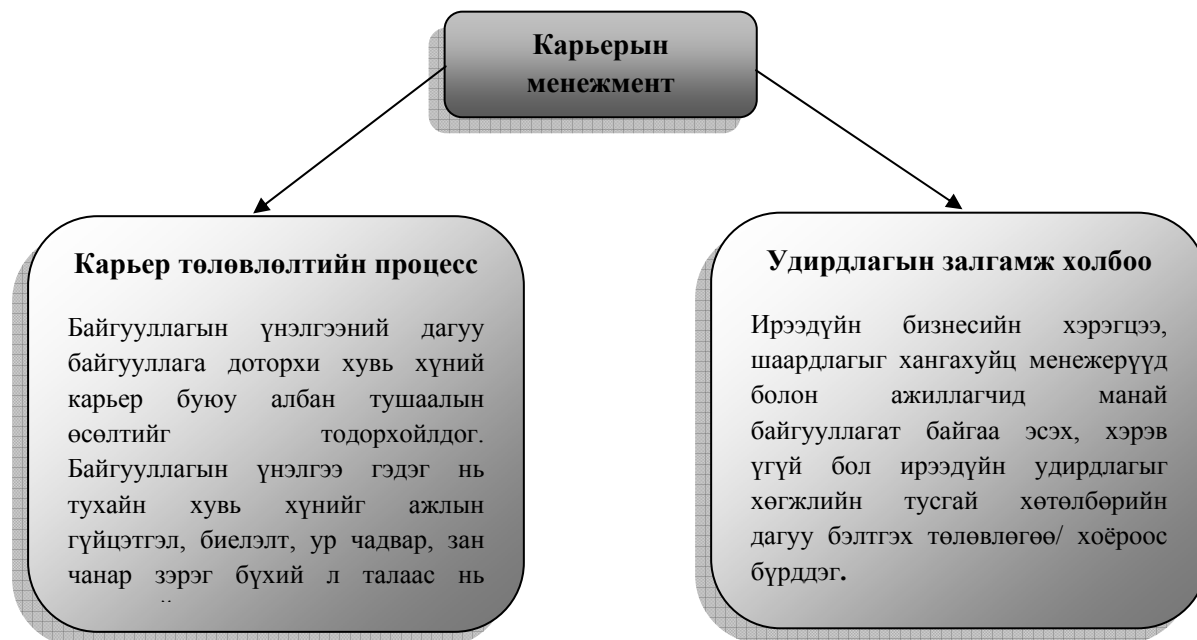 Карьерын
менежмент
Карьер төлөвлөлтийн процесс
Байгууллагын үнэлгээний дагуу
байгууллага доторхи хувь хүний
карьер буюу албан тушаалын
өсөлтийг тодорхойлдог.
Байгууллагын үнэлгээ гэдэг нь
тухайн хувь хүнийг ажлын
гүйцэтгэл, биелэлт, ур чадвар, зан
чанар зэрэг бүхий л талаас нь
Удирдлагын залгамж холбоо
Ирээдүйн бизнесийн хэрэгцээ,
шаардлагыг хангахуйц менежерүүд
болон ажиллагчид манай
байгууллагат байгаа эсэх, хэрэв
үгүй бол ирээдүйн удирдлагыг
хөгжлийн тусгай хөтөлбөрийн
дагуу бэлтгэх төлөвлөгөө/ хоёроос
бүрддэг.